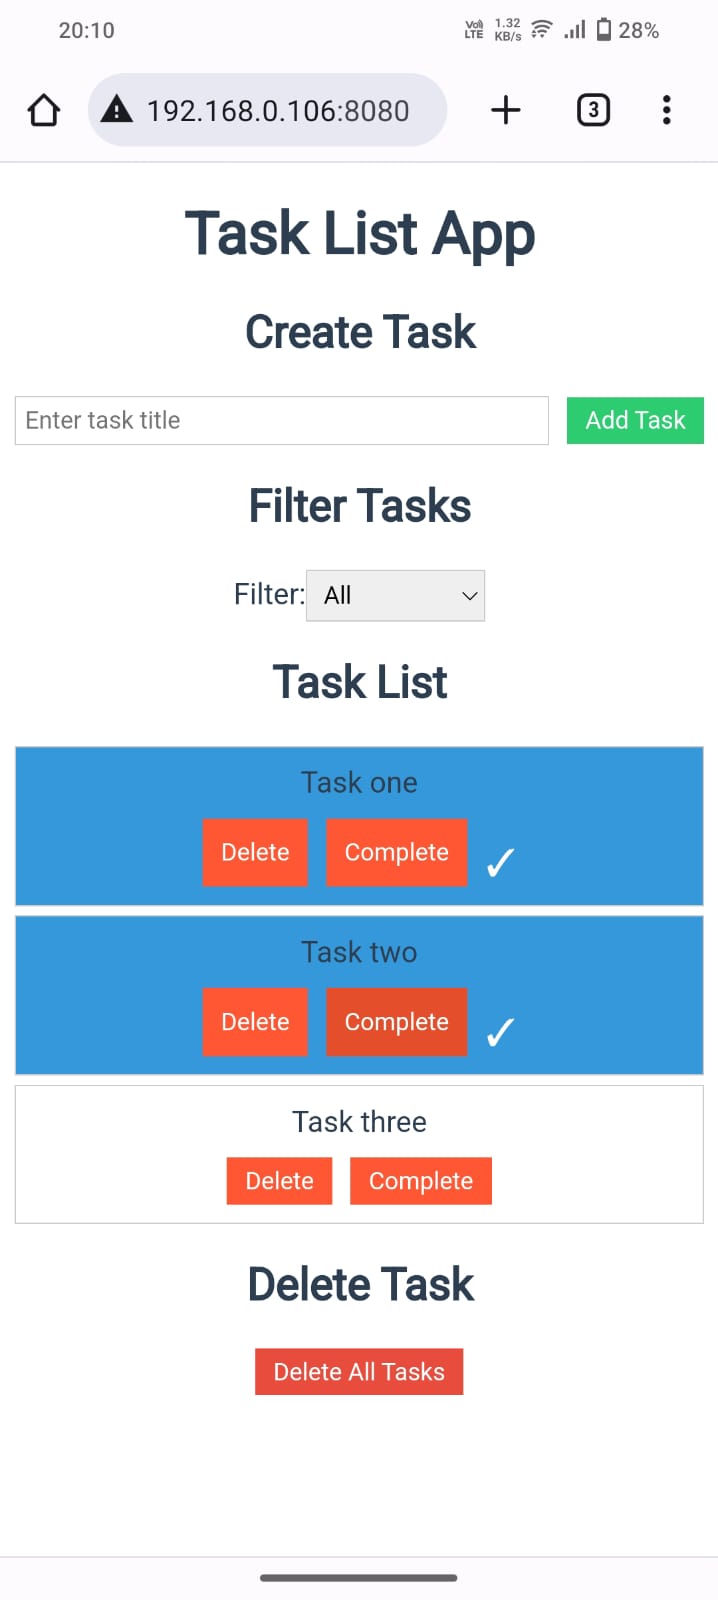 20:10 Vo)) LTE 1.32 KB/s 28%
192.168.0.106:8080 3
Task List App
Create Task
Enter task title Add Task
Filter Tasks
Filter: All
Task List
Task one
Delete Complete ✓
Task two
Delete Complete ✓
Task three
Delete Complete
Delete Task
Delete All Tasks